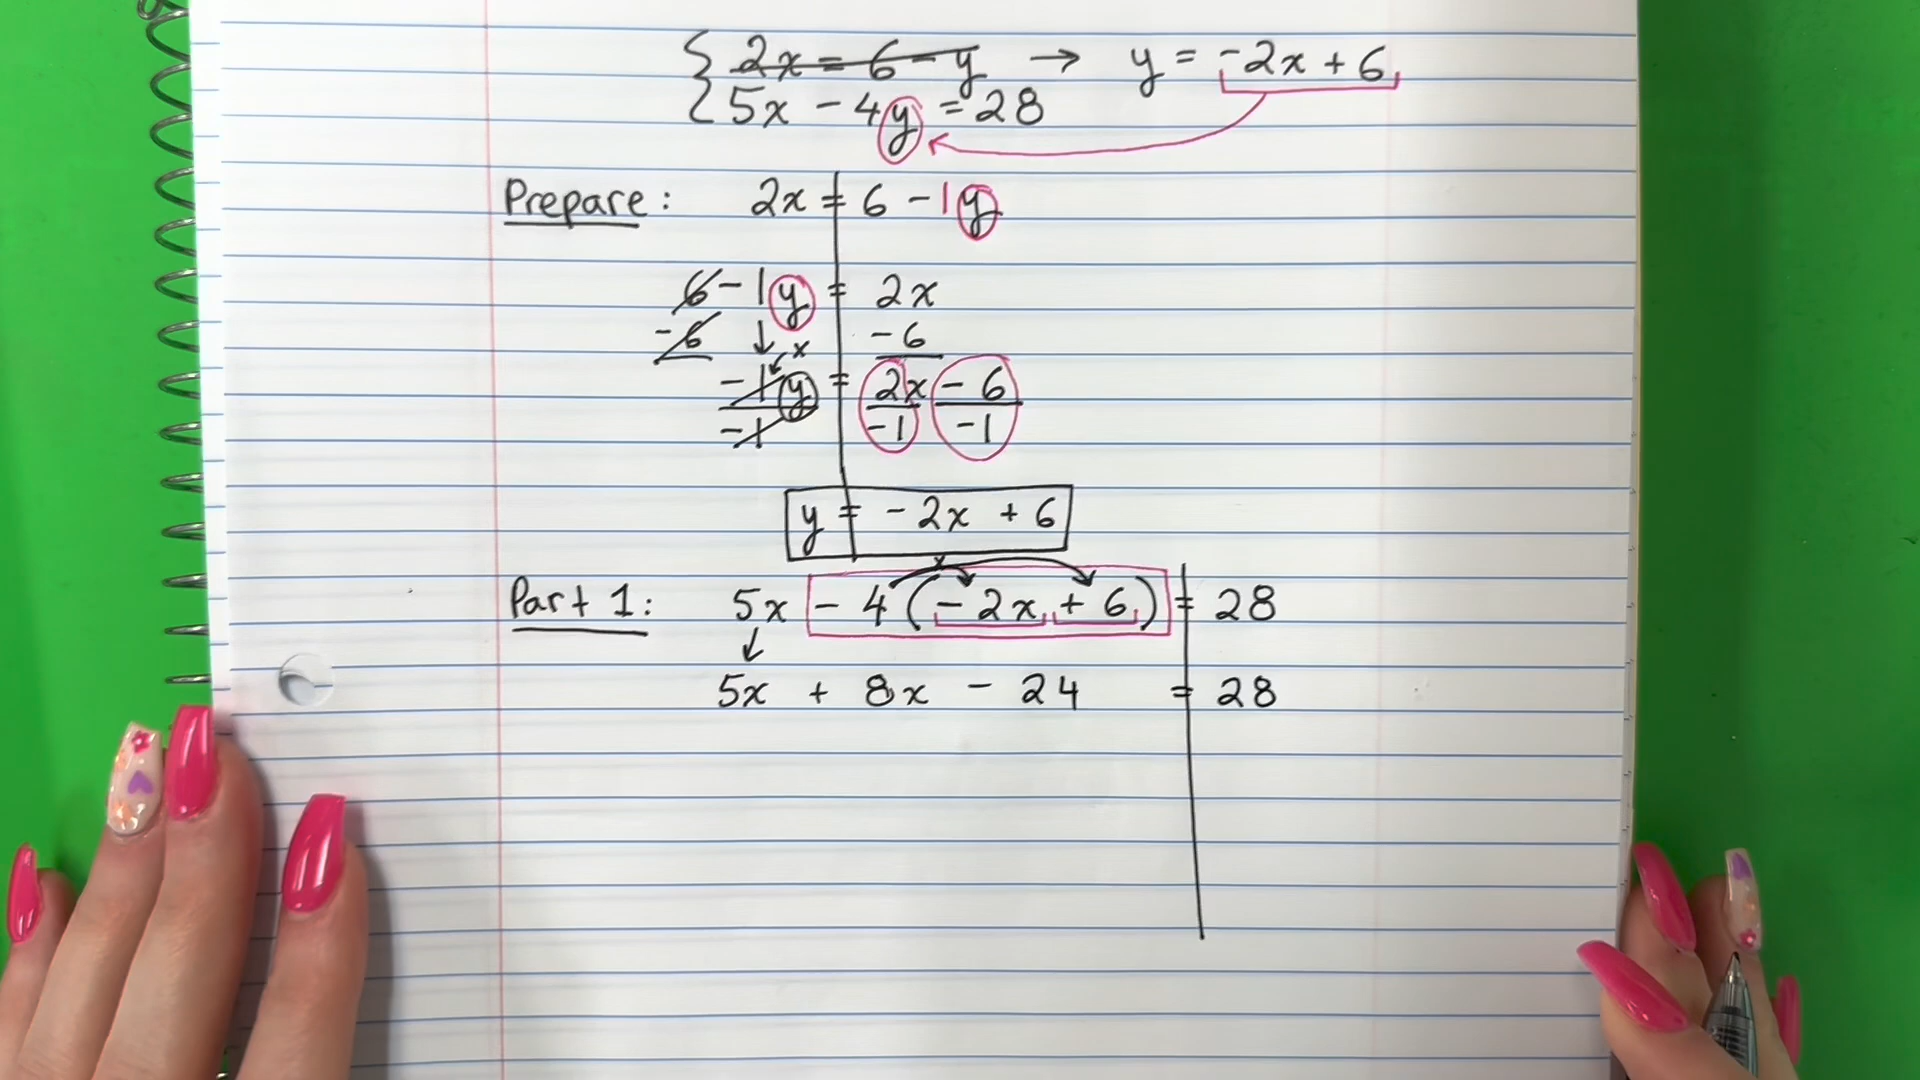 2x = 6 - y → y = -2x + 6
5x - 4y = 28
Prepare: 2x = 6 - 1y
6 - 1y = 2x
-6 ↓ x -6
-1y = 2x - 6
-1 -1 -1
y = -2x + 6
x
Part 1: 5x - 4(-2x + 6) = 28
↓
5x + 8x - 24 = 28